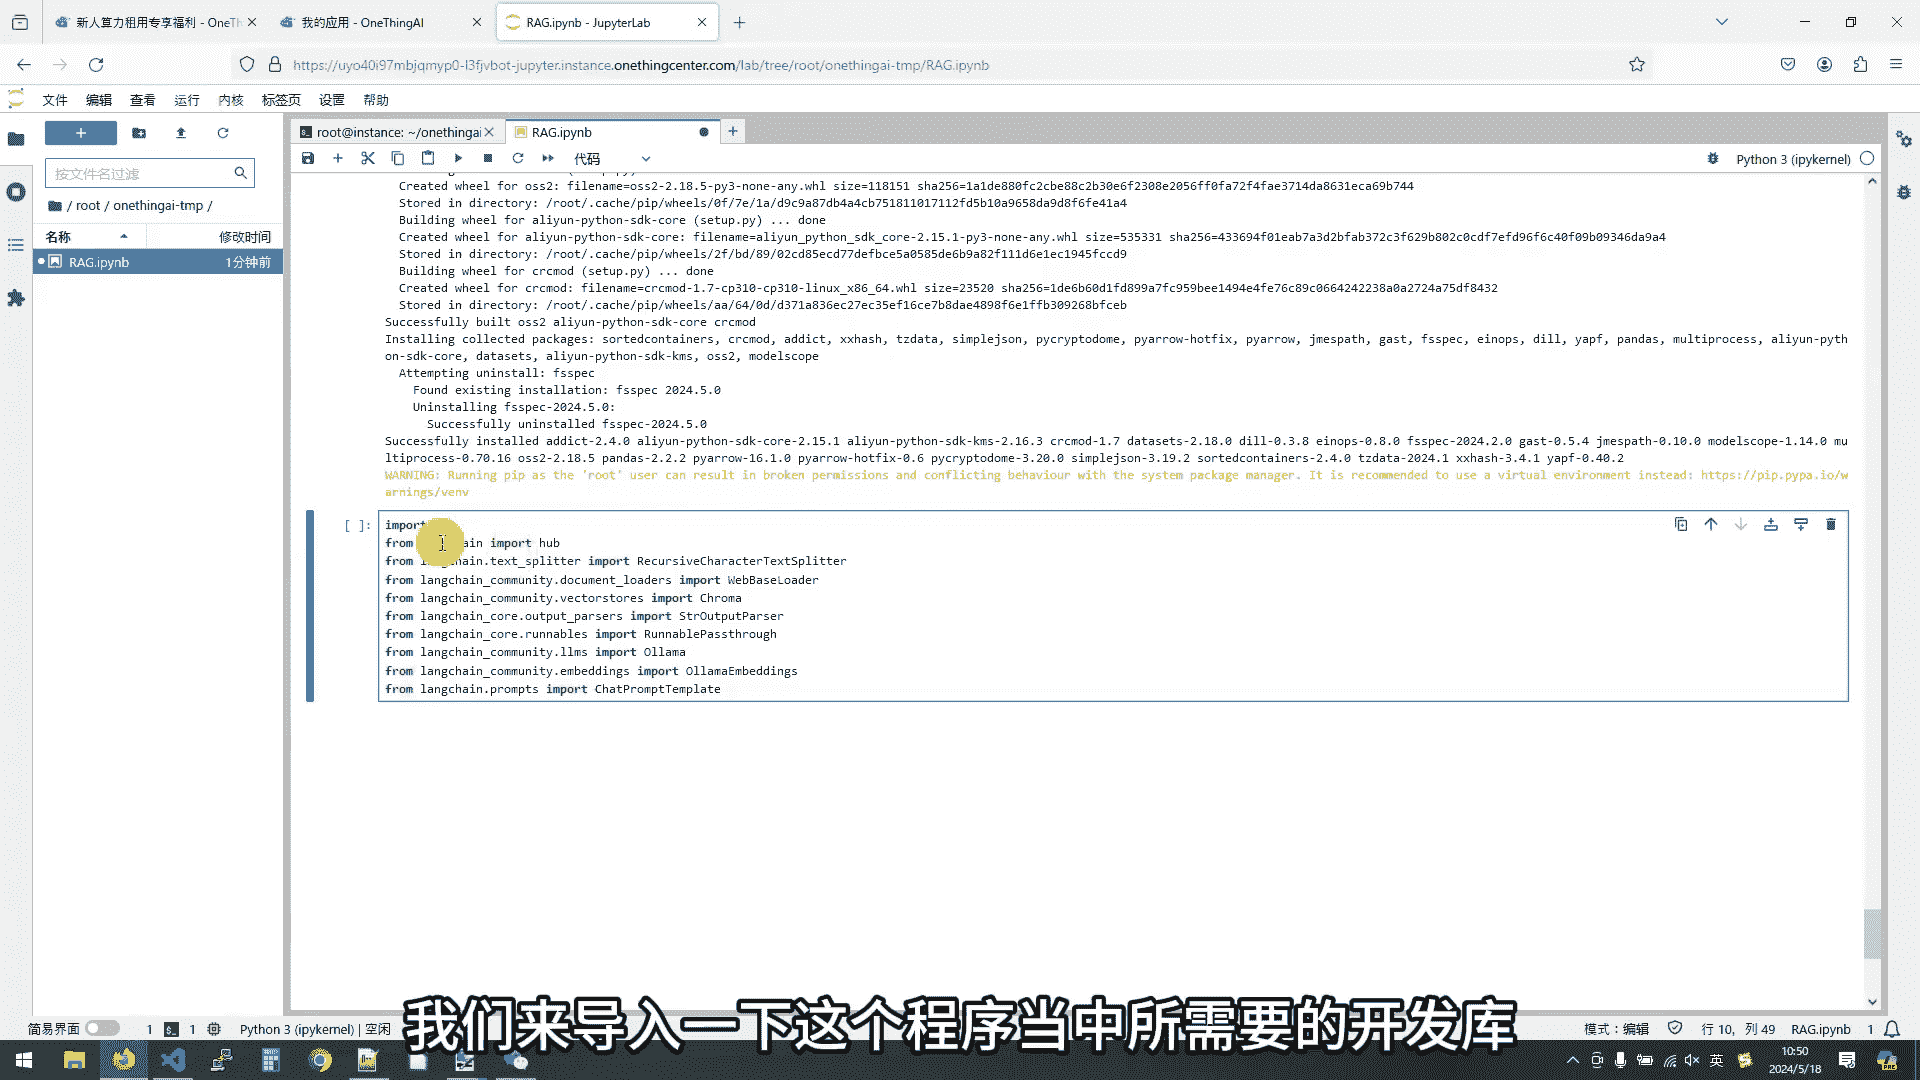 新人算力租用专享福利 - OneTh
我的应用 - OneThingAI
RAG.ipynb - JupyterLab
https://uyo40i97mbjqmyp0-l3fjvbot-jupyter.instance.onethingcenter.com/lab/tree/root/onethingai-tmp/RAG.ipynb
文件 编辑 查看 运行 内核 标签页 设置 帮助
root@instance: ~/onethingai
RAG.ipynb
代码
Python 3 (ipykernel)
按文件名过滤
/ root / onethingai-tmp /
名称 修改时间
RAG.ipynb 1分钟前
Created wheel for oss2: filename=oss2-2.18.5-py3-none-any.whl size=118151 sha256=1a1de880fc2cbe88c2b30e6f2308e2056ff0fa72f4fae3714da8631eca69b744
Stored in directory: /root/.cache/pip/wheels/0f/7e/1a/d9c9a87db4a4cb751811017112fd5b10a9658da9d8f6fe41a4
Building wheel for aliyun-python-sdk-core (setup.py) ... done
Created wheel for aliyun-python-sdk-core: filename=aliyun_python_sdk_core-2.15.1-py3-none-any.whl size=535331 sha256=433694f01eab7a3d2bfab372c3f629b802c0cdf7efd96f6c40f09b09346da9a4
Stored in directory: /root/.cache/pip/wheels/2f/bd/89/02cd85ecd77defbce5a0585de6b9a82f111d6e1ec1945fccd9
Building wheel for crcmod (setup.py) ... done
Created wheel for crcmod: filename=crcmod-1.7-cp310-cp310-linux_x86_64.whl size=23520 sha256=1de6b60d1fd899a7fc959bee1494e4fe76c89c0664242238a0a2724a75df8432
Stored in directory: /root/.cache/pip/wheels/aa/64/0d/d371a836ec27ec35ef16ce7b8dae4898f6e1ffb309268bfceb
Successfully built oss2 aliyun-python-sdk-core crcmod
Installing collected packages: sortedcontainers, crcmod, addict, xxhash, tzdata, simplejson, pycryptodome, pyarrow-hotfix, pyarrow, jmespath, gast, fsspec, einops, dill, yapf, pandas, multiprocess, aliyun-pyth
on-sdk-core, datasets, aliyun-python-sdk-kms, oss2, modelscope
Attempting uninstall: fsspec
Found existing installation: fsspec 2024.5.0
Uninstalling fsspec-2024.5.0:
Successfully uninstalled fsspec-2024.5.0
Successfully installed addict-2.4.0 aliyun-python-sdk-core-2.15.1 aliyun-python-sdk-kms-2.16.3 crcmod-1.7 datasets-2.18.0 dill-0.3.8 einops-0.8.0 fsspec-2024.2.0 gast-0.5.4 jmespath-0.10.0 modelscope-1.14.0 mu
ltiprocess-0.70.16 oss2-2.18.5 pandas-2.2.2 pyarrow-16.1.0 pyarrow-hotfix-0.6 pycryptodome-3.20.0 simplejson-3.19.2 sortedcontainers-2.4.0 tzdata-2024.1 xxhash-3.4.1 yapf-0.40.2
WARNING: Running pip as the 'root' user can result in broken permissions and conflicting behaviour with the system package manager. It is recommended to use a virtual environment instead: https://pip.pypa.io/w
arnings/venv
[ ]:
import
from import hub
from langchain.text_splitter import RecursiveCharacterTextSplitter
from langchain_community.document_loaders import WebBaseLoader
from langchain_community.vectorstores import Chroma
from langchain_core.output_parsers import StrOutputParser
from langchain_core.runnables import RunnablePassthrough
from langchain_community.llms import Ollama
from langchain_community.embeddings import OllamaEmbeddings
from langchain.prompts import ChatPromptTemplate
我们来导入一下这个程序当中所需要的开发库
简易界面 1 1 Python 3 (ipykernel) | 空闲
模式：编辑 行 10, 列 49 RAG.ipynb 1
英
10:50
2024/5/18